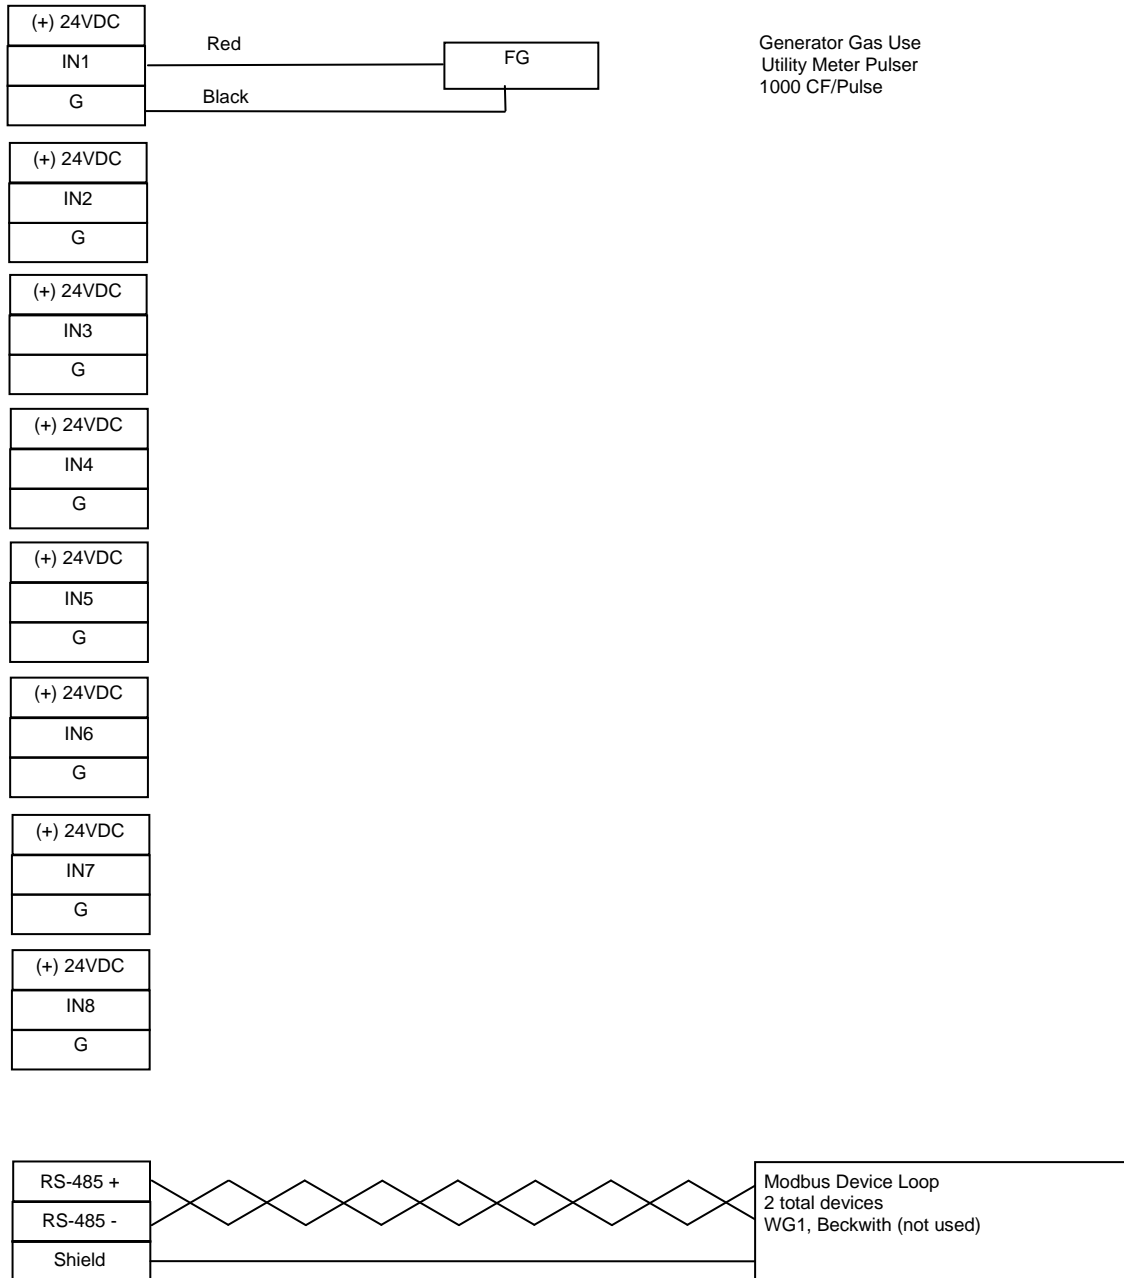 (+) 24VDC
IN1
G
Red
Black
FG
Generator Gas Use
Utility Meter Pulser
1000 CF/Pulse
(+) 24VDC
IN2
G
(+) 24VDC
IN3
G
(+) 24VDC
IN4
G
(+) 24VDC
IN5
G
(+) 24VDC
IN6
G
(+) 24VDC
IN7
G
(+) 24VDC
IN8
G
RS-485 +
RS-485 -
Shield
Modbus Device Loop
2 total devices
WG1, Beckwith (not used)